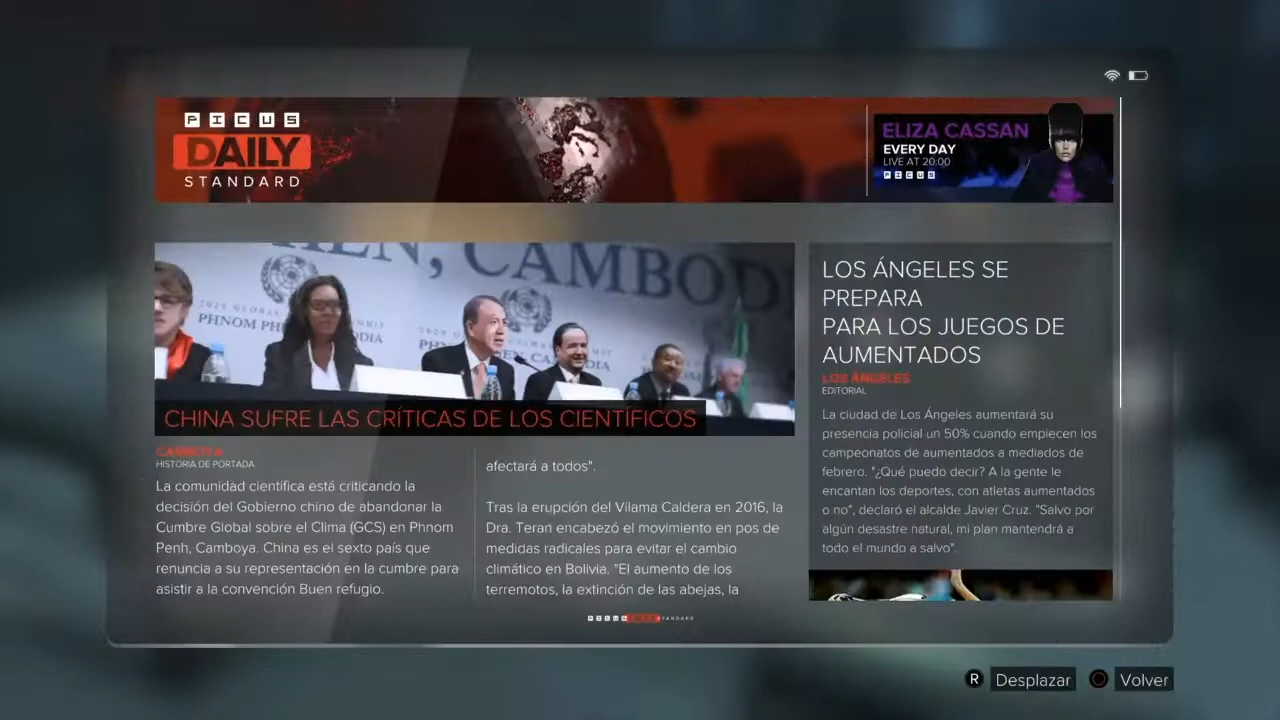 PICUS
DAILY
STANDARD
ELIZA CASSAN
EVERY DAY
LIVE AT 20:00
PICUS
HEN, CAMBOD
CHINA SUFRE LAS CRÍTICAS DE LOS CIENTÍFICOS
CAMBOYA
HISTORIA DE PORTADA
La comunidad científica está criticando la
decisión del Gobierno chino de abandonar la
Cumbre Global sobre el Clima (GCS) en Phnom
Penh, Camboya. China es el sexto país que
renuncia a su representación en la cumbre para
asistir a la convención Buen refugio.
afectará a todos".
Tras la erupción del Vilama Caldera en 2016, la
Dra. Teran encabezó el movimiento en pos de
medidas radicales para evitar el cambio
climático en Bolivia. "El aumento de los
terremotos, la extinción de las abejas, la
LOS ÁNGELES SE
PREPARA
PARA LOS JUEGOS DE
AUMENTADOS
LOS ÁNGELES
EDITORIAL
La ciudad de Los Ángeles aumentará su
presencia policial un 50% cuando empiecen los
campeonatos de aumentados a mediados de
febrero. "¿Qué puedo decir? A la gente le
encantan los deportes, con atletas aumentados
o no", declaró el alcalde Javier Cruz. "Salvo por
algún desastre natural, mi plan mantendrá a
todo el mundo a salvo".
PICUS DAILY STANDARD
R Desplazar
Volver